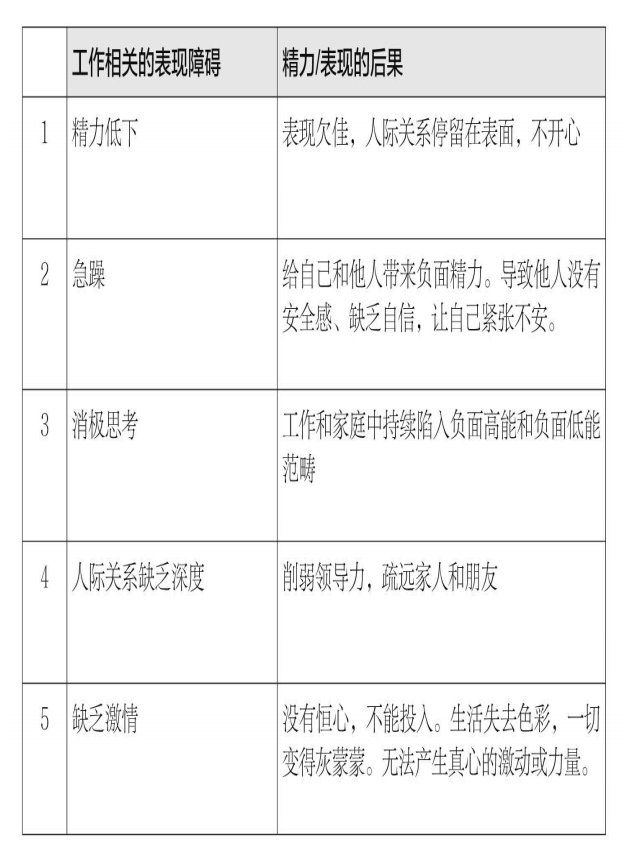 工作相关的表现障碍 精力/表现的后果
1 精力低下 表现欠佳，人际关系停留在表面，不开心
2 急躁 给自己和他人带来负面精力。导致他人没有
安全感、缺乏自信，让自己紧张不安。
3 消极思考 工作和家庭中持续陷入负面高能和负面低能
范畴
4 人际关系缺乏深度 削弱领导力，疏远家人和朋友
5 缺乏激情 没有恒心，不能投入。生活失去色彩，一切
变得灰蒙蒙。无法产生真心的激动或力量。